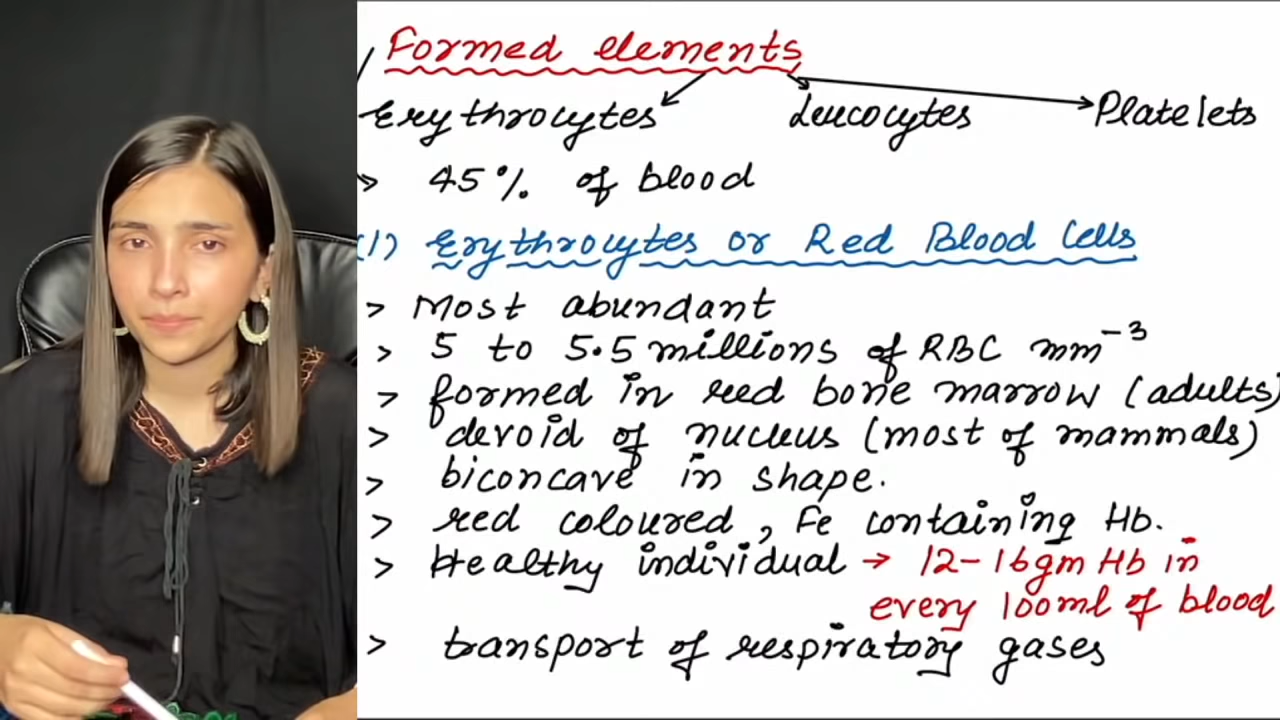 Formed elements
Erythrocytes Leucocytes Platelets
> 45% of blood
(1) Erythrocytes or Red Blood Cells
> Most abundant
> 5 to 5.5 millions of RBC mm⁻³
> formed in red bone marrow (adults)
> devoid of nucleus (most of mammals)
> biconcave in shape.
> red coloured, Fe containing Hb.
> Healthy individual → 12-16gm Hb in
every 100ml of blood
> transport of respiratory gases